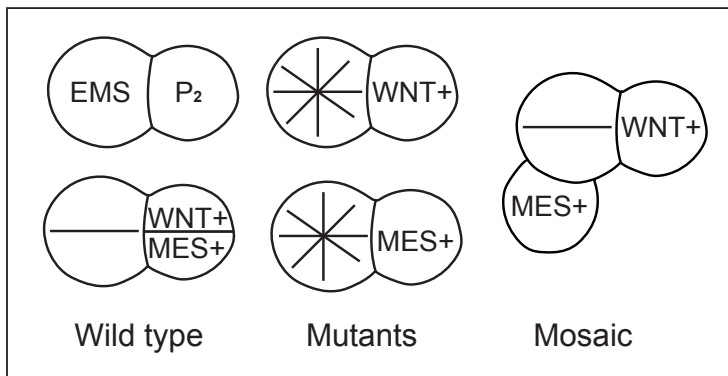 EMS P₂
WNT+
WNT+
MES+
WNT+
MES+
MES+
Wild type Mutants Mosaic